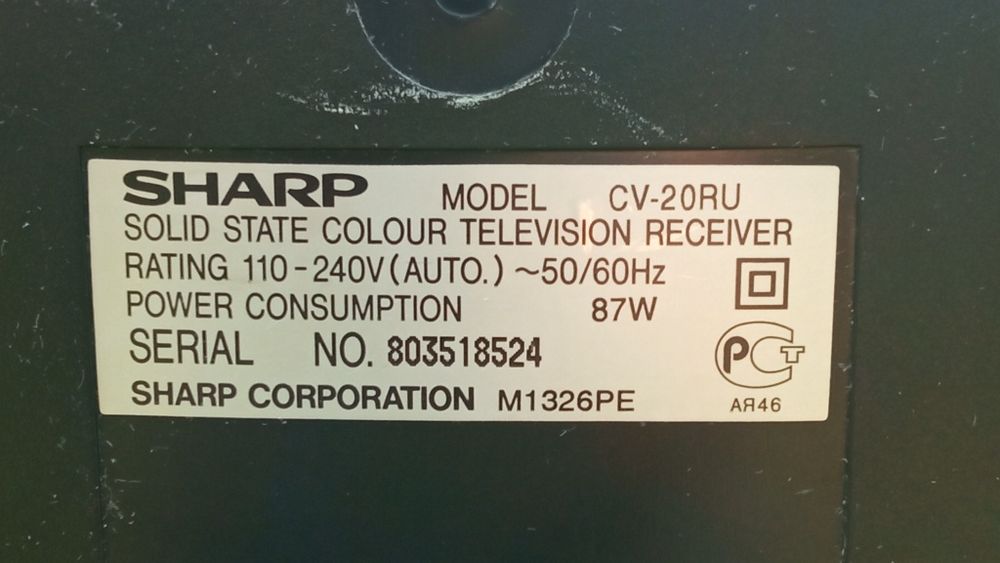 SHARP MODEL CV-20RU
SOLID STATE COLOUR TELEVISION RECEIVER
RATING 110-240V (AUTO.) ~50/60Hz
POWER CONSUMPTION 87W
SERIAL NO. 803518524
PCT
SHARP CORPORATION M1326PE
АЯ46